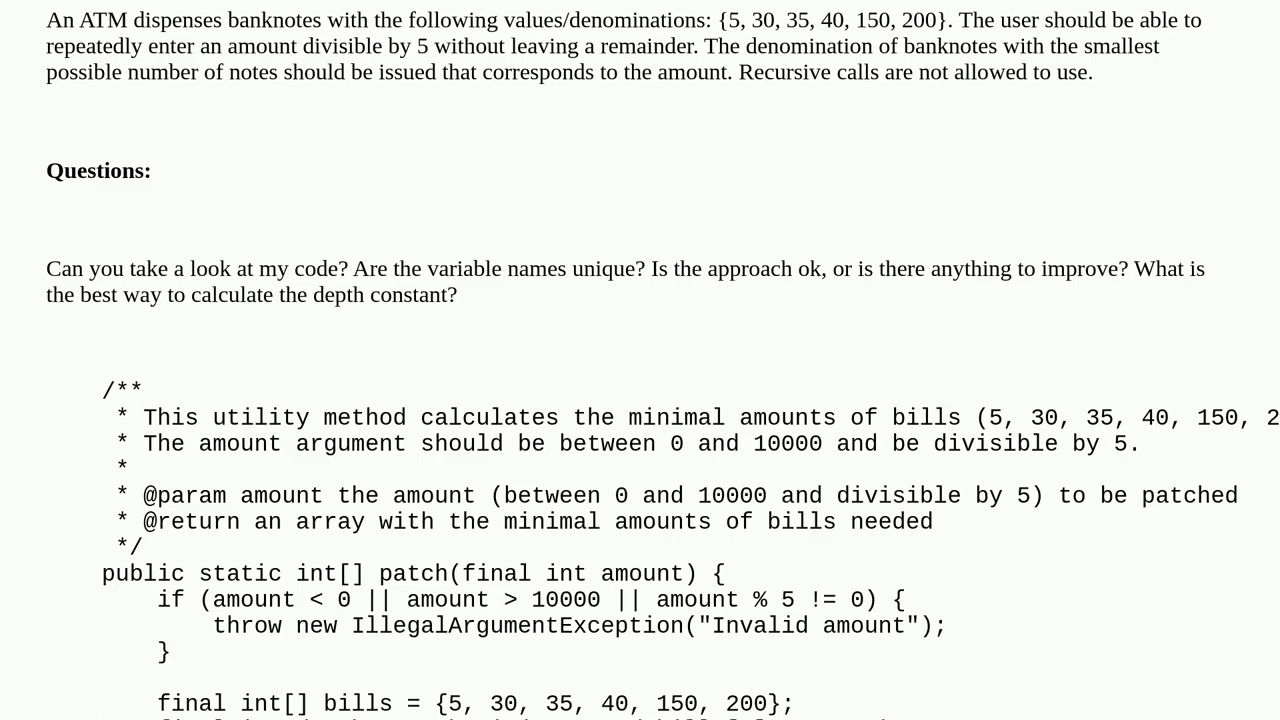 An ATM dispenses banknotes with the following values/denominations: {5, 30, 35, 40, 150, 200}. The user should be able to
repeatedly enter an amount divisible by 5 without leaving a remainder. The denomination of banknotes with the smallest
possible number of notes should be issued that corresponds to the amount. Recursive calls are not allowed to use.
Questions:
Can you take a look at my code? Are the variable names unique? Is the approach ok, or is there anything to improve? What is
the best way to calculate the depth constant?
/**
* This utility method calculates the minimal amounts of bills (5, 30, 35, 40, 150, 2
* The amount argument should be between 0 and 10000 and be divisible by 5.
*
* @param amount the amount (between 0 and 10000 and divisible by 5) to be patched
* @return an array with the minimal amounts of bills needed
*/
public static int[] patch(final int amount) {
if (amount < 0 || amount > 10000 || amount % 5 != 0) {
throw new IllegalArgumentException("Invalid amount");
}
final int[] bills = {5, 30, 35, 40, 150, 200};